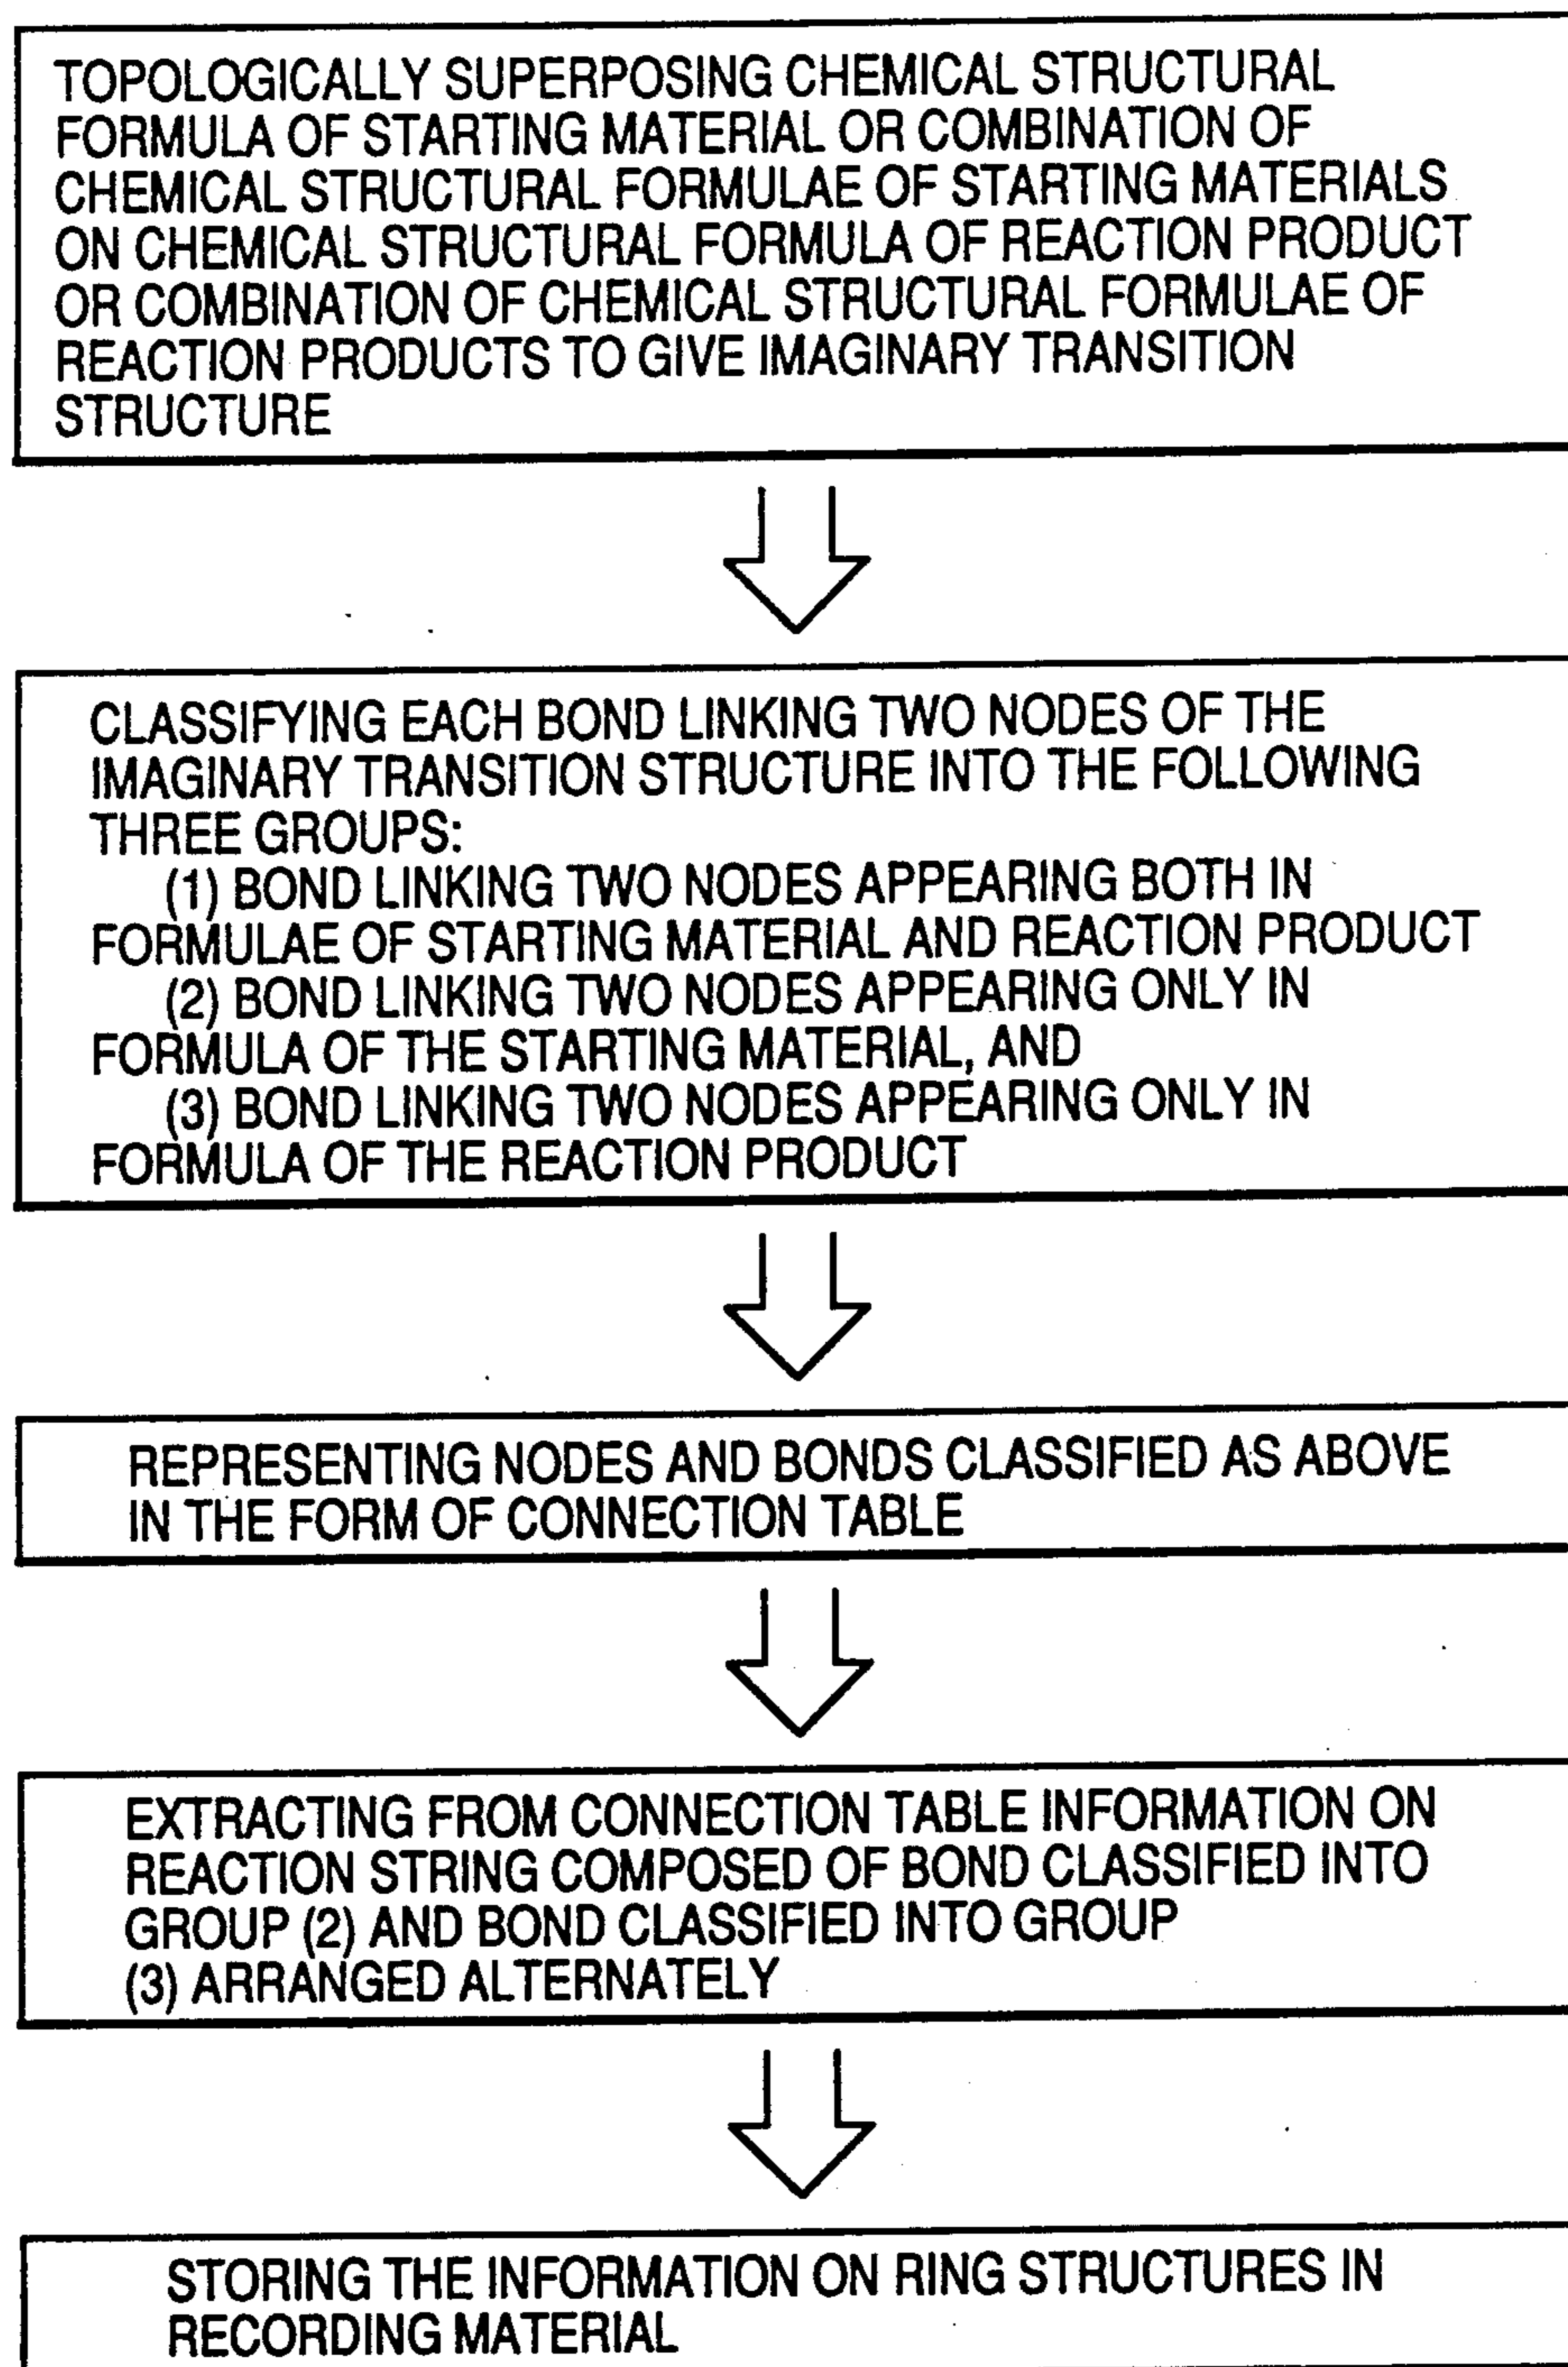 TOPOLOGICALLY SUPERPOSING CHEMICAL STRUCTURAL
FORMULA OF STARTING MATERIAL OR COMBINATION OF
CHEMICAL STRUCTURAL FORMULAE OF STARTING MATERIALS
ON CHEMICAL STRUCTURAL FORMULA OF REACTION PRODUCT
OR COMBINATION OF CHEMICAL STRUCTURAL FORMULAE OF
REACTION PRODUCTS TO GIVE IMAGINARY TRANSITION
STRUCTURE
CLASSIFYING EACH BOND LINKING TWO NODES OF THE
IMAGINARY TRANSITION STRUCTURE INTO THE FOLLOWING
THREE GROUPS:
(1) BOND LINKING TWO NODES APPEARING BOTH IN
FORMULAE OF STARTING MATERIAL AND REACTION PRODUCT
(2) BOND LINKING TWO NODES APPEARING ONLY IN
FORMULA OF THE STARTING MATERIAL, AND
(3) BOND LINKING TWO NODES APPEARING ONLY IN
FORMULA OF THE REACTION PRODUCT
REPRESENTING NODES AND BONDS CLASSIFIED AS ABOVE
IN THE FORM OF CONNECTION TABLE
EXTRACTING FROM CONNECTION TABLE INFORMATION ON
REACTION STRING COMPOSED OF BOND CLASSIFIED INTO
GROUP (2) AND BOND CLASSIFIED INTO GROUP
(3) ARRANGED ALTERNATELY
STORING THE INFORMATION ON RING STRUCTURES IN
RECORDING MATERIAL